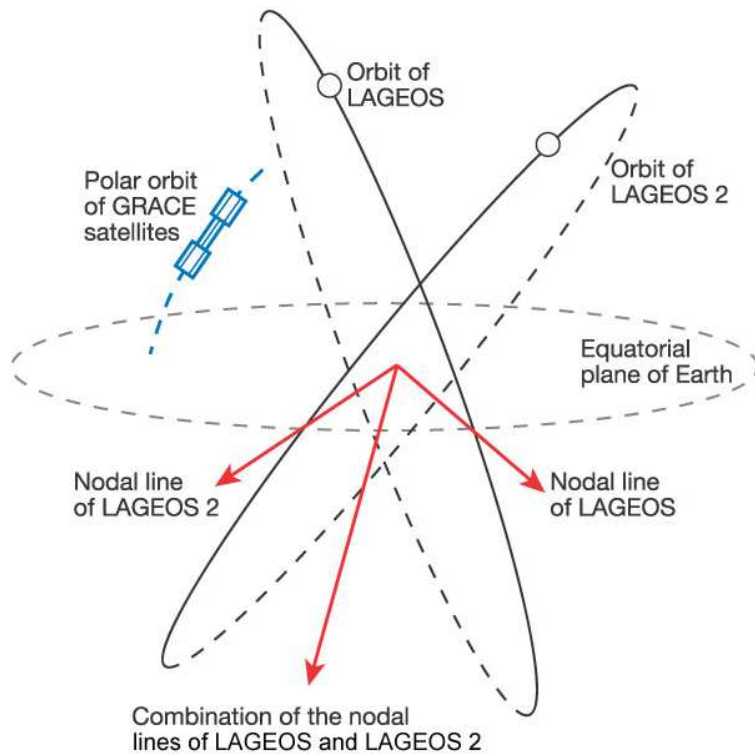 Orbit of
LAGEOS
Orbit of
LAGEOS 2
Polar orbit
of GRACE
satellites
Equatorial
plane of Earth
Nodal line
of LAGEOS 2
Nodal line
of LAGEOS
Combination of the nodal
lines of LAGEOS and LAGEOS 2